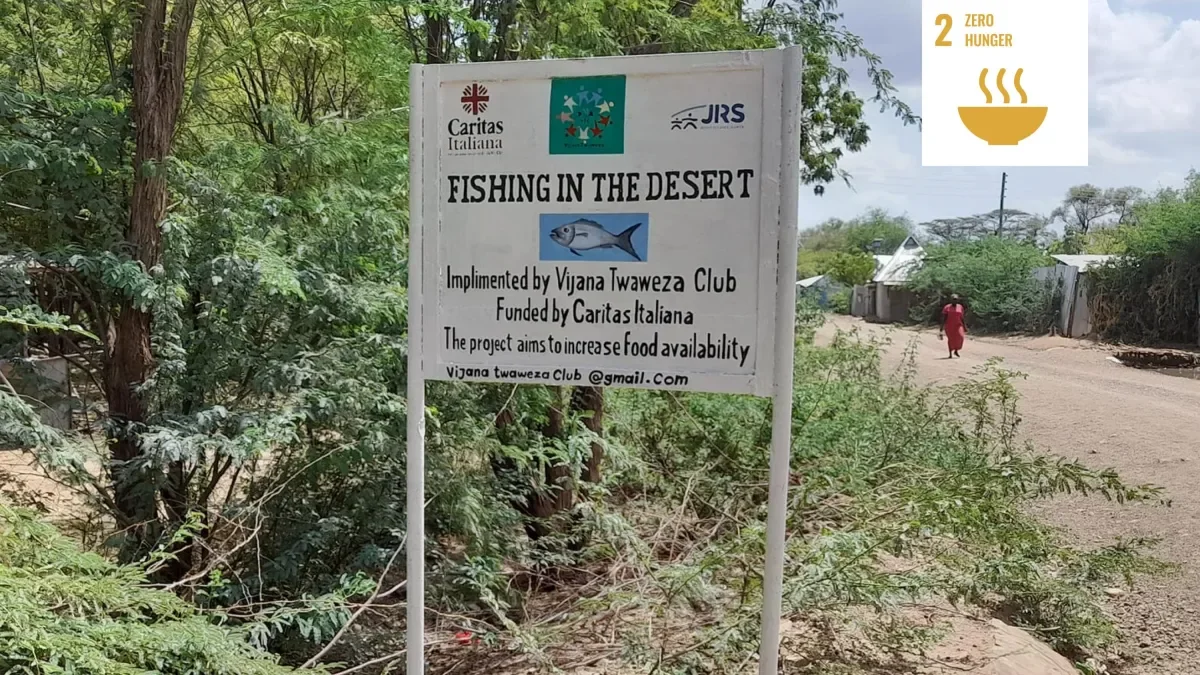 2 ZERO
HUNGER
Caritas
Italiana
JRS
FISHING IN THE DESERT
Implimented by Vijana Twaweza Club
Funded by Caritas Italiana
The project aims to increase food availability
Vijana twaweza Club @gmail.Com